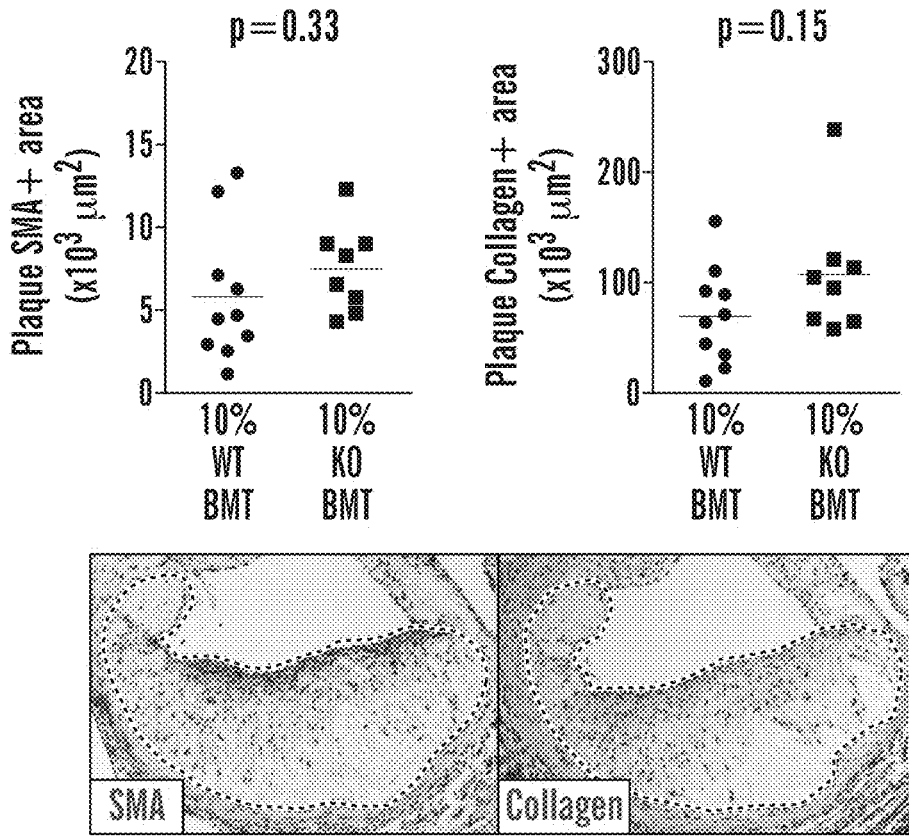 p=0.33
Plaque SMA+ area
(x10³ μm²)
20
15
10
5
0
10%
WT
BMT
10%
KO
BMT
p=0.15
Plaque Collagen+ area
(x10³ μm²)
300
200
100
0
10%
WT
BMT
10%
KO
BMT
SMA
Collagen